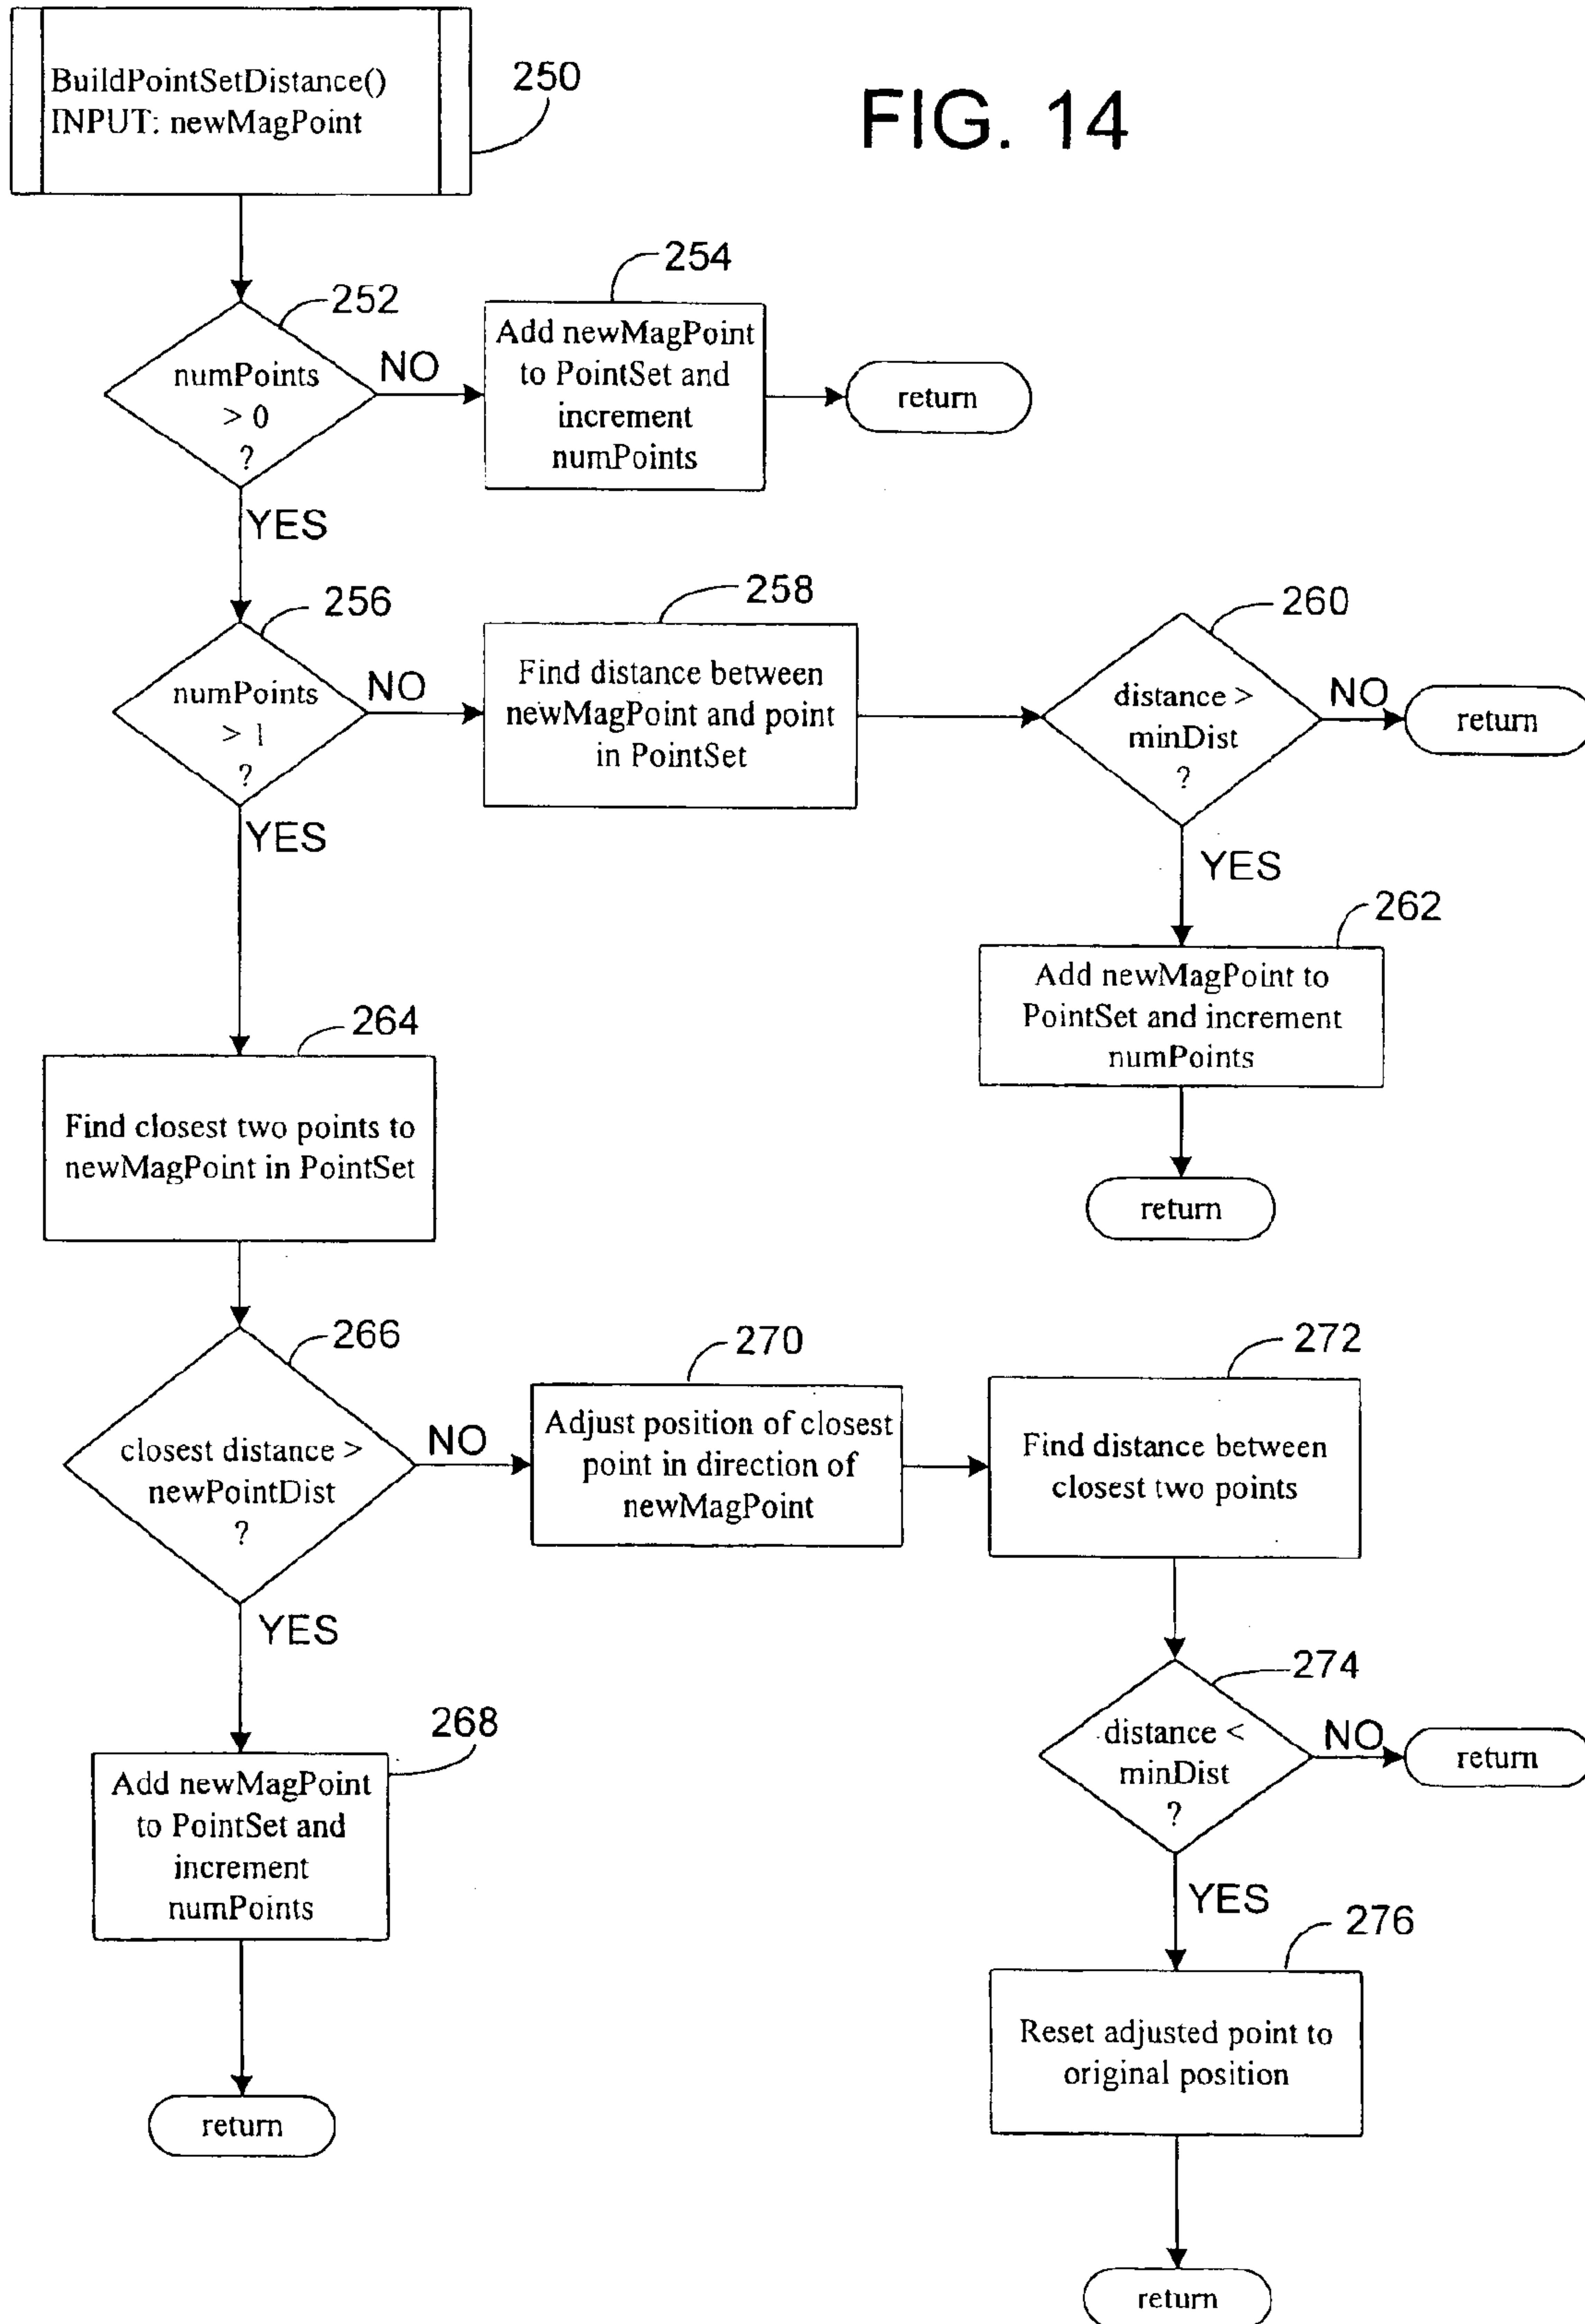 BuildPointSetDistance()
INPUT: newMagPoint
250
FIG. 14
252
numPoints
> 0
?
NO
254
Add newMagPoint
to PointSet and
increment
numPoints
return
YES
256
numPoints
> 1
?
NO
258
Find distance between
newMagPoint and point
in PointSet
260
distance >
minDist
?
NO
return
YES
262
Add newMagPoint to
PointSet and increment
numPoints
return
YES
264
Find closest two points to
newMagPoint in PointSet
266
closest distance >
newPointDist
?
NO
270
Adjust position of closest
point in direction of
newMagPoint
272
Find distance between
closest two points
YES
268
Add newMagPoint
to PointSet and
increment
numPoints
return
274
distance <
minDist
?
NO
return
YES
276
Reset adjusted point to
original position
return